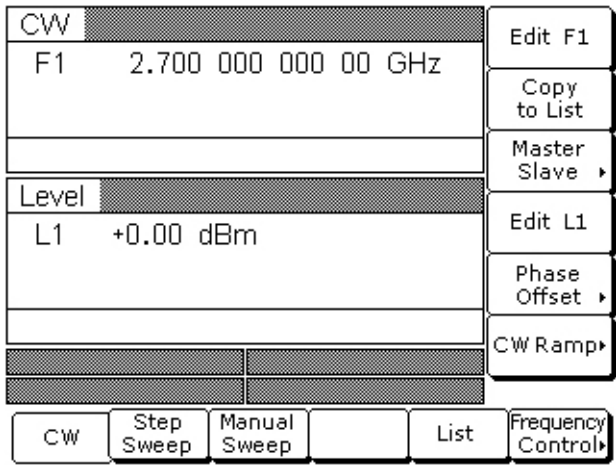 CW
F1 2.700 000 000 00 GHz
Level
L1 +0.00 dBm
Edit F1
Copy
to List
Master
Slave
Edit L1
Phase
Offset
CW Ramp
CW
Step
Sweep
Manual
Sweep
List
Frequency
Control